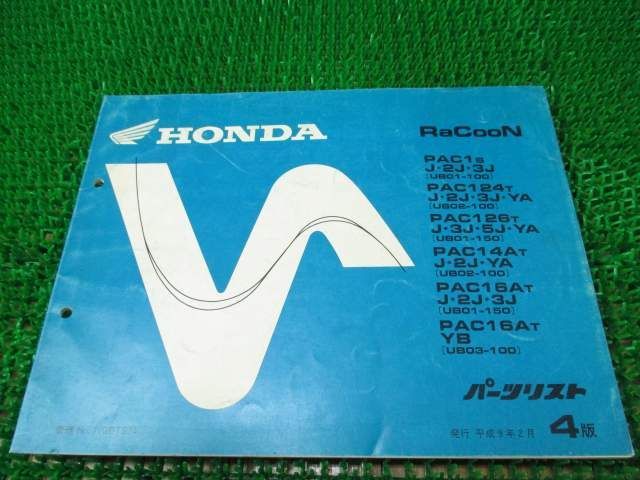 HONDA
RaCooN
PAC1s
J・2J・3J
[UB01-100]
PAC124T
J・2J・3J・YA
[UB02-100]
PAC126T
J・3J・5J・YA
[UB01-150]
PAC14AT
J・2J・YA
[UB02-100]
PAC16AT
J・2J・3J
[UB01-150]
PAC16AT
YB
[UB03-100]
パーツリスト
発行 平成9年2月 4版